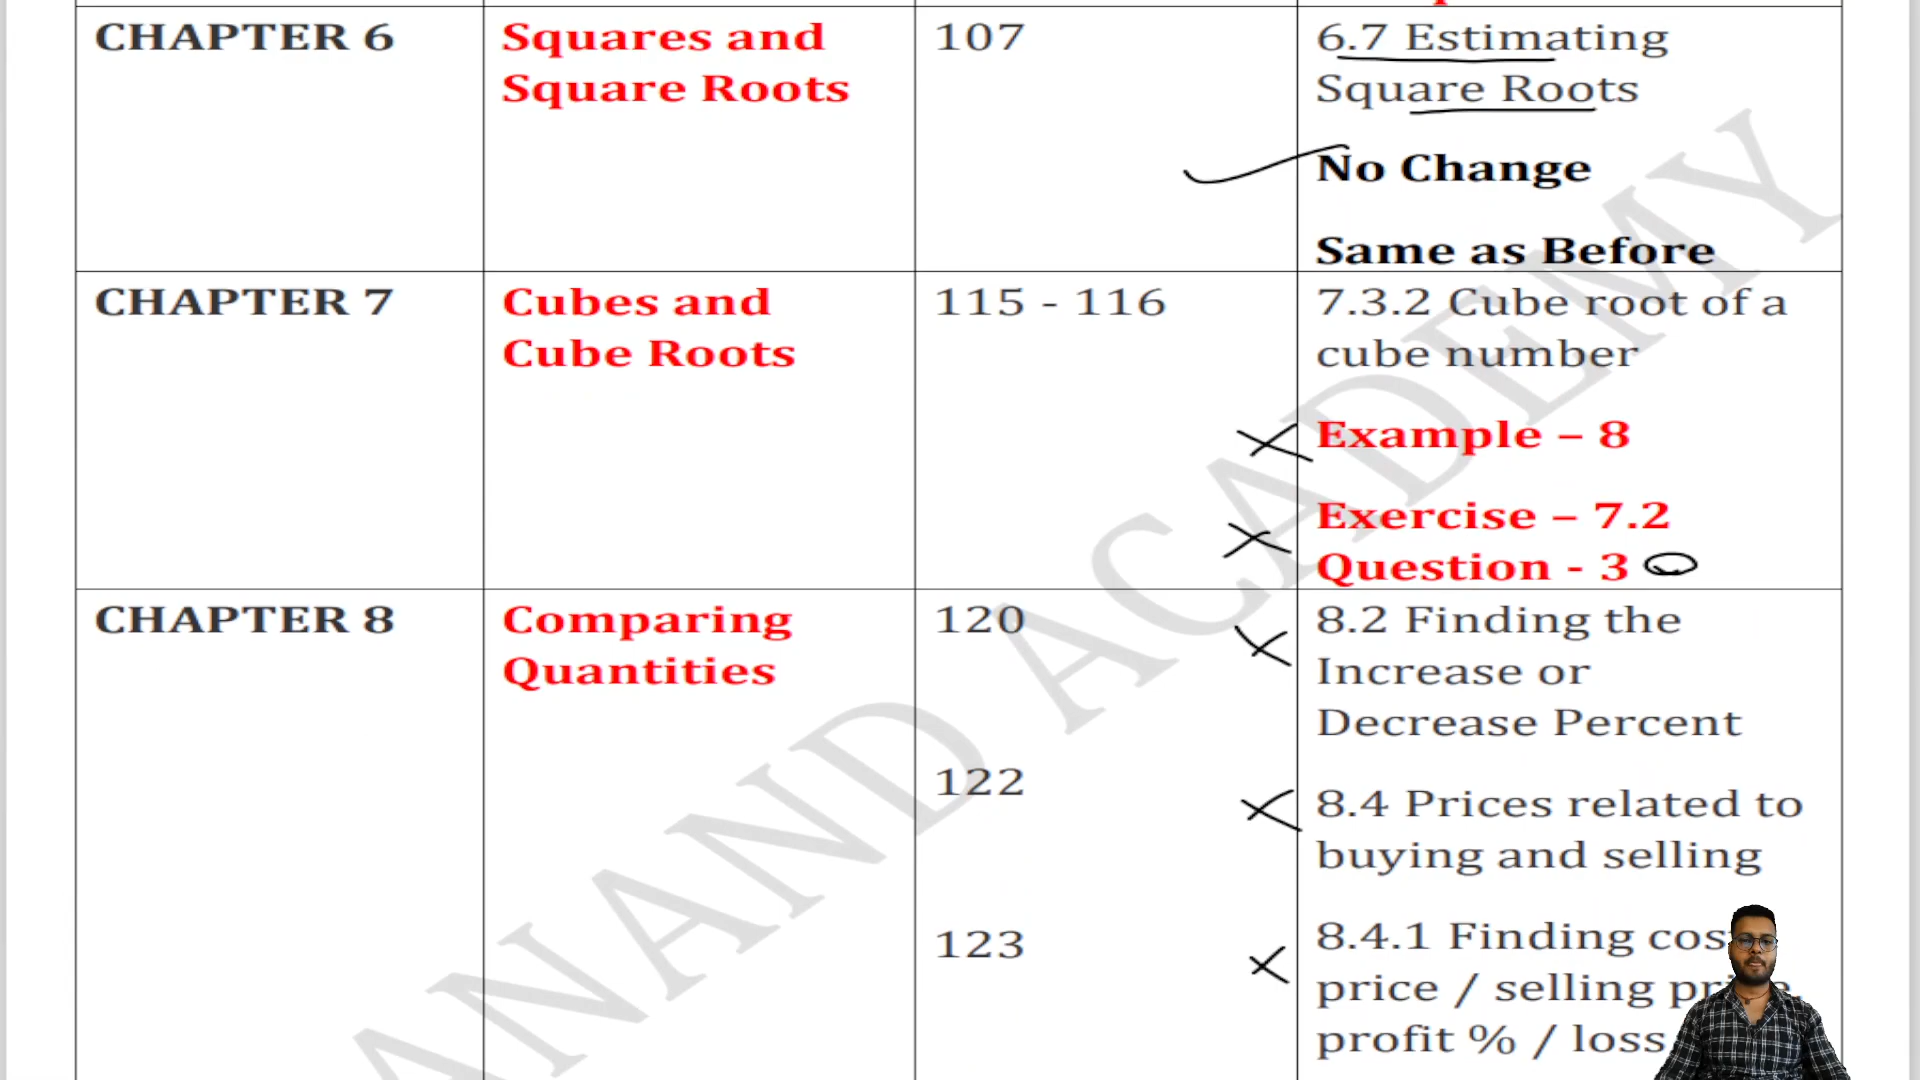 CHAPTER 6
Squares and
Square Roots
107
6.7 Estimating
Square Roots
No Change
Same as Before
CHAPTER 7
Cubes and
Cube Roots
115 - 116
7.3.2 Cube root of a
cube number
Example – 8
Exercise – 7.2
Question - 3
CHAPTER 8
Comparing
Quantities
120
8.2 Finding the
Increase or
Decrease Percent
122
8.4 Prices related to
buying and selling
123
8.4.1 Finding
price / selling
profit % / loss
ANAND ACADEMY